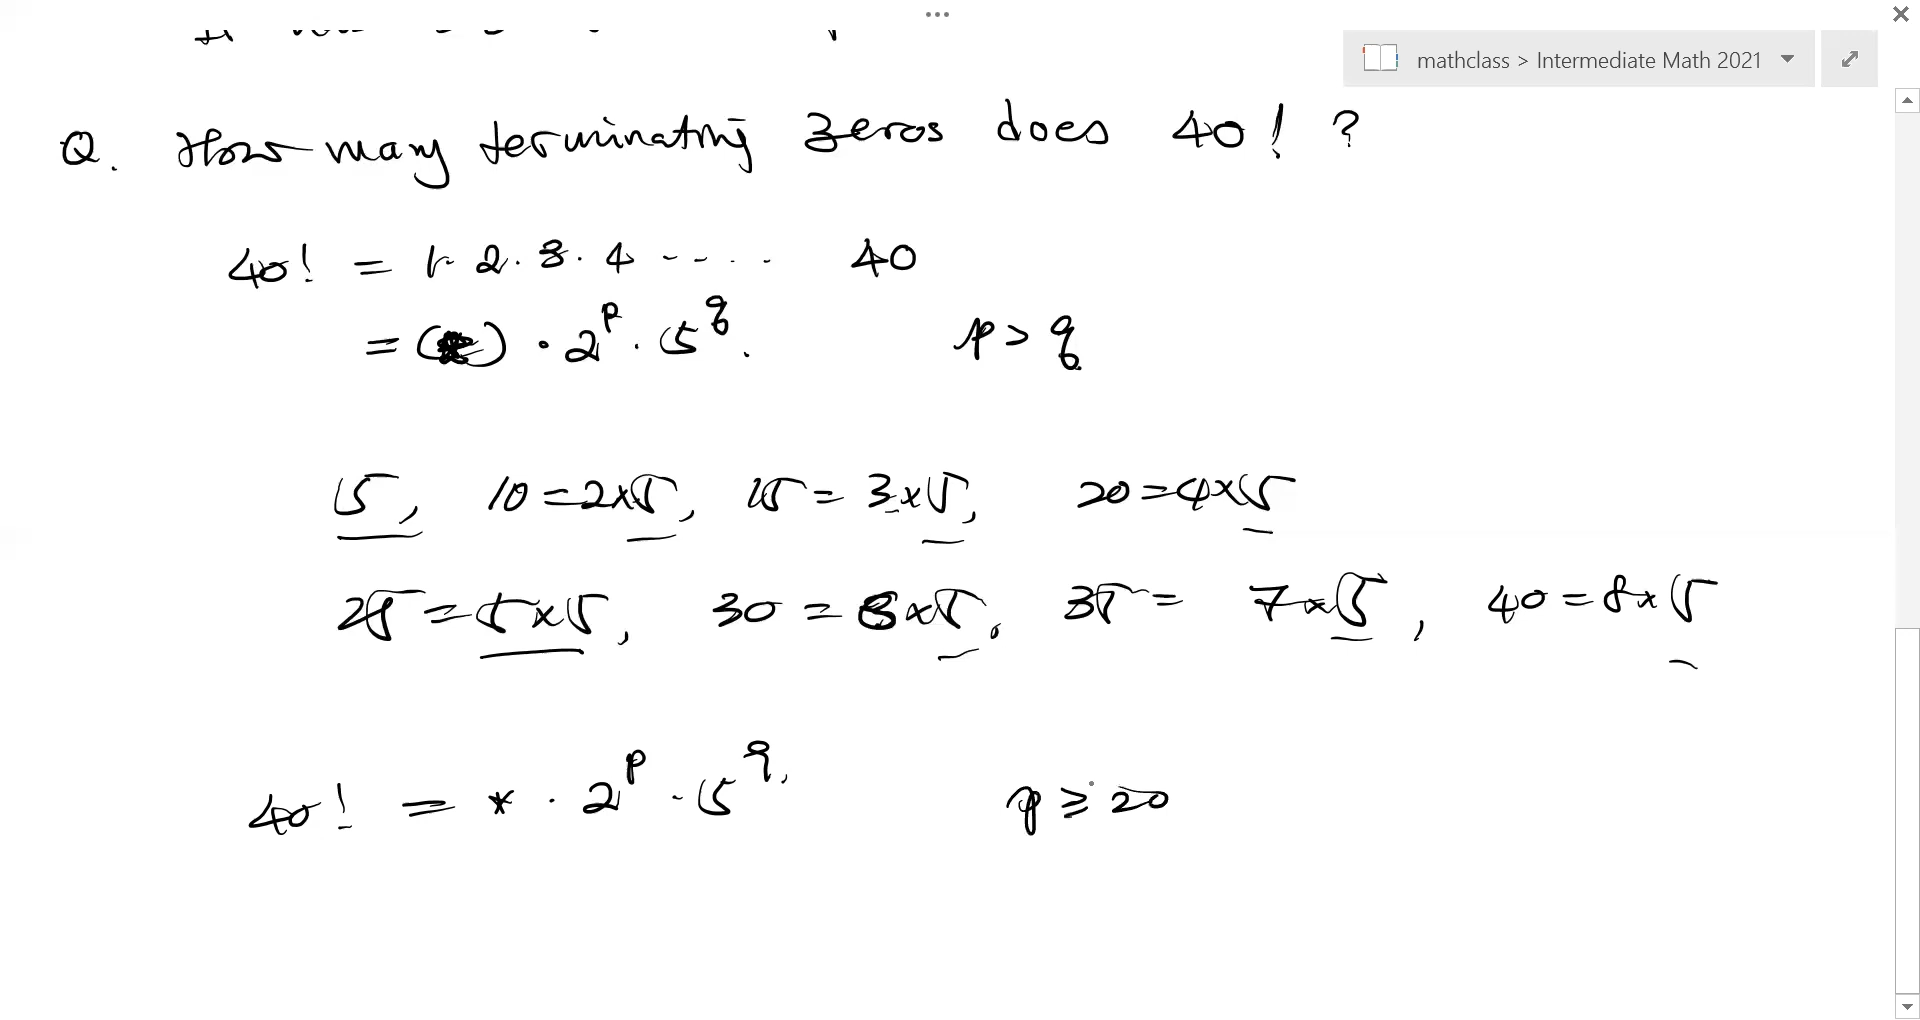 mathclass > Intermediate Math 2021
Q. How many terminating zeros does 40! ?
40! = 1· 2. 3. 4 ..... 40
= ( ) · 2^p · 5^q. p > q
5, 10 = 2×5, 15 = 3×5, 20 = 4×5
25 = 5×5, 30 = 6×5, 35 = 7×5, 40 = 8×5
40! = * · 2^p · 5^q, p ≥ 20